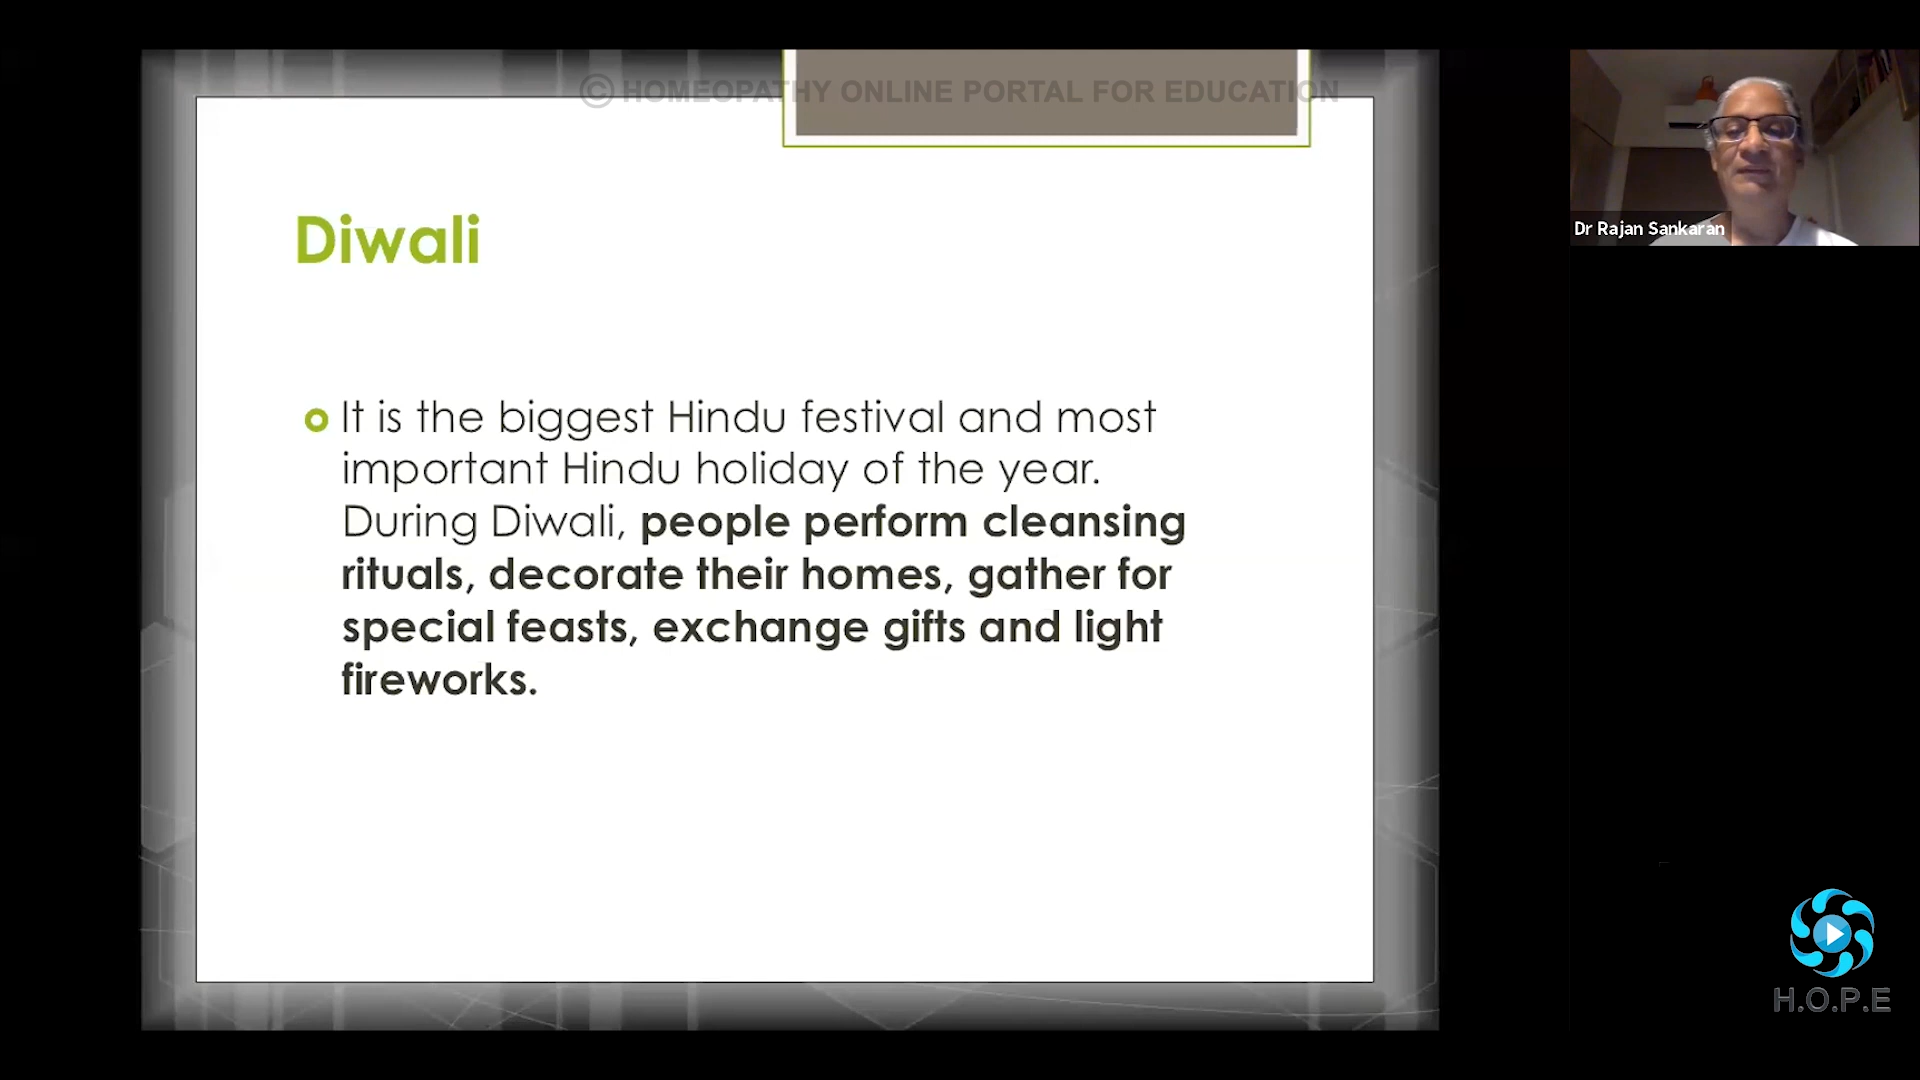 © HOMEOPATHY ONLINE PORTAL FOR EDUCATION
Dr Rajan Sankaran
Diwali
It is the biggest Hindu festival and most
important Hindu holiday of the year.
During Diwali, people perform cleansing
rituals, decorate their homes, gather for
special feasts, exchange gifts and light
fireworks.
H.O.P.E